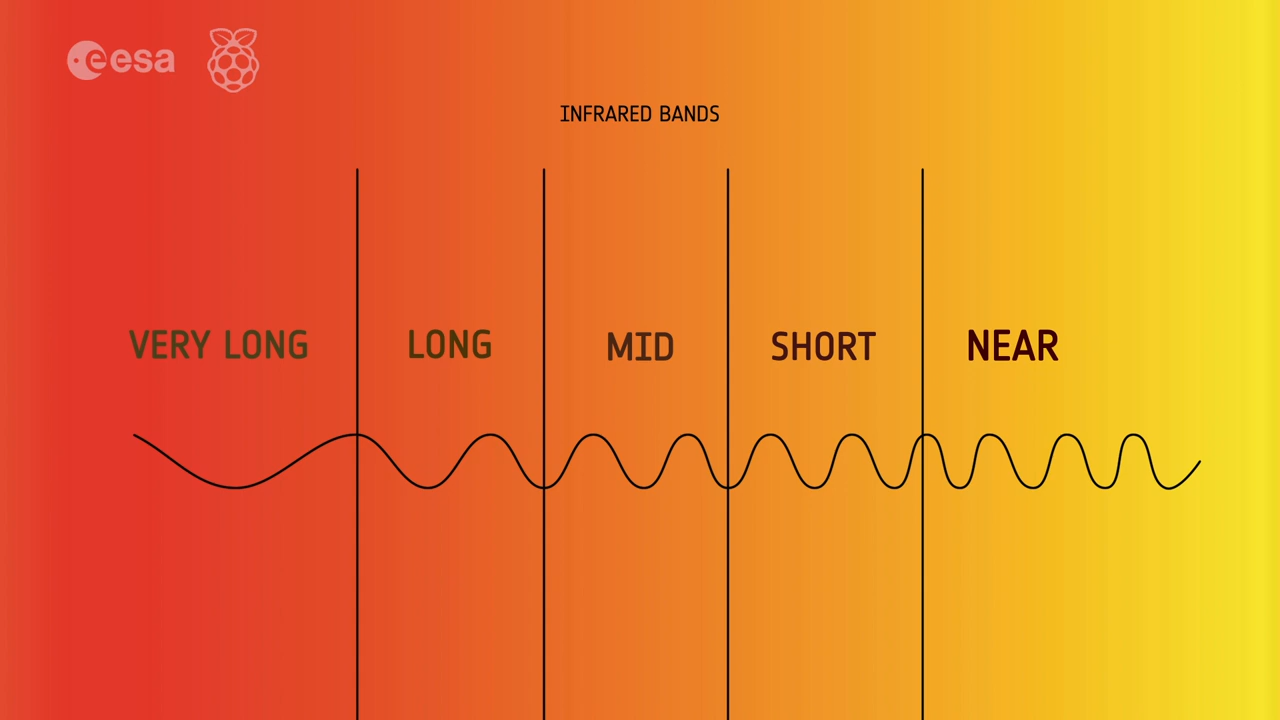 esa
INFRARED BANDS
VERY LONG
LONG
MID
SHORT
NEAR